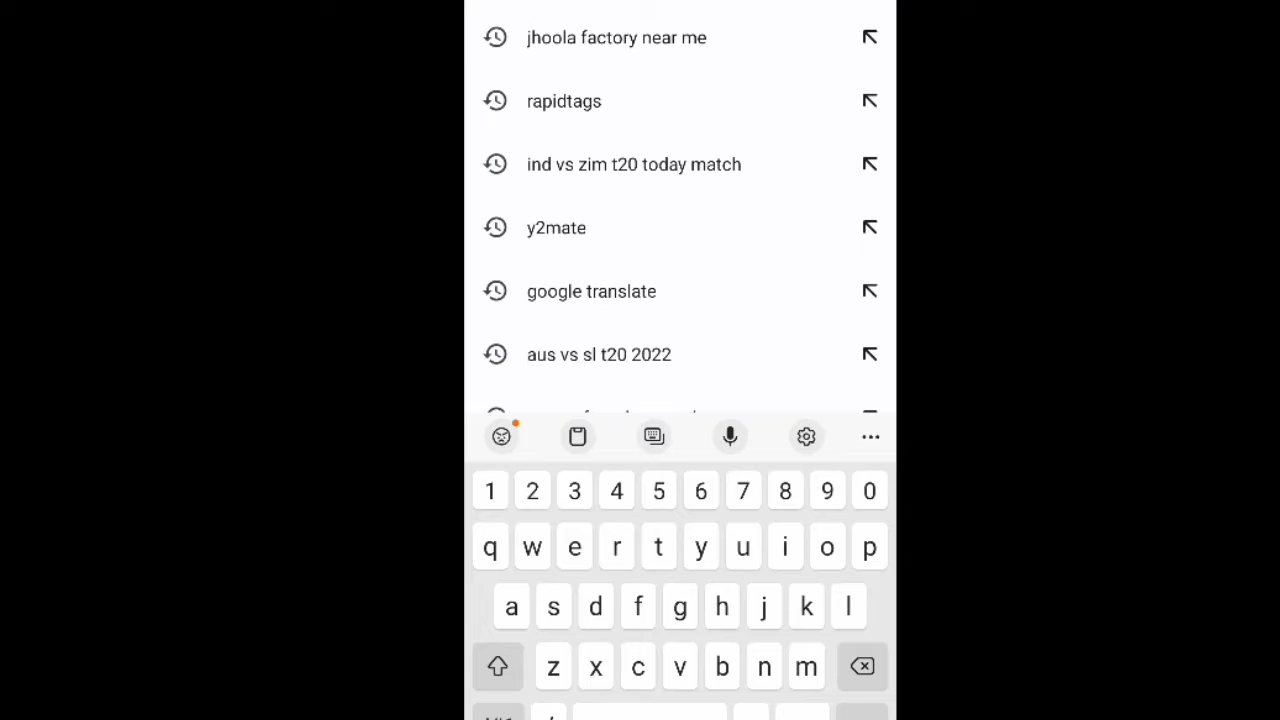 jhoola factory near me
rapidtags
ind vs zim t20 today match
y2mate
google translate
aus vs sl t20 2022
1 2 3 4 5 6 7 8 9 0
q w e r t y u i o p
a s d f g h j k l
z x c v b n m